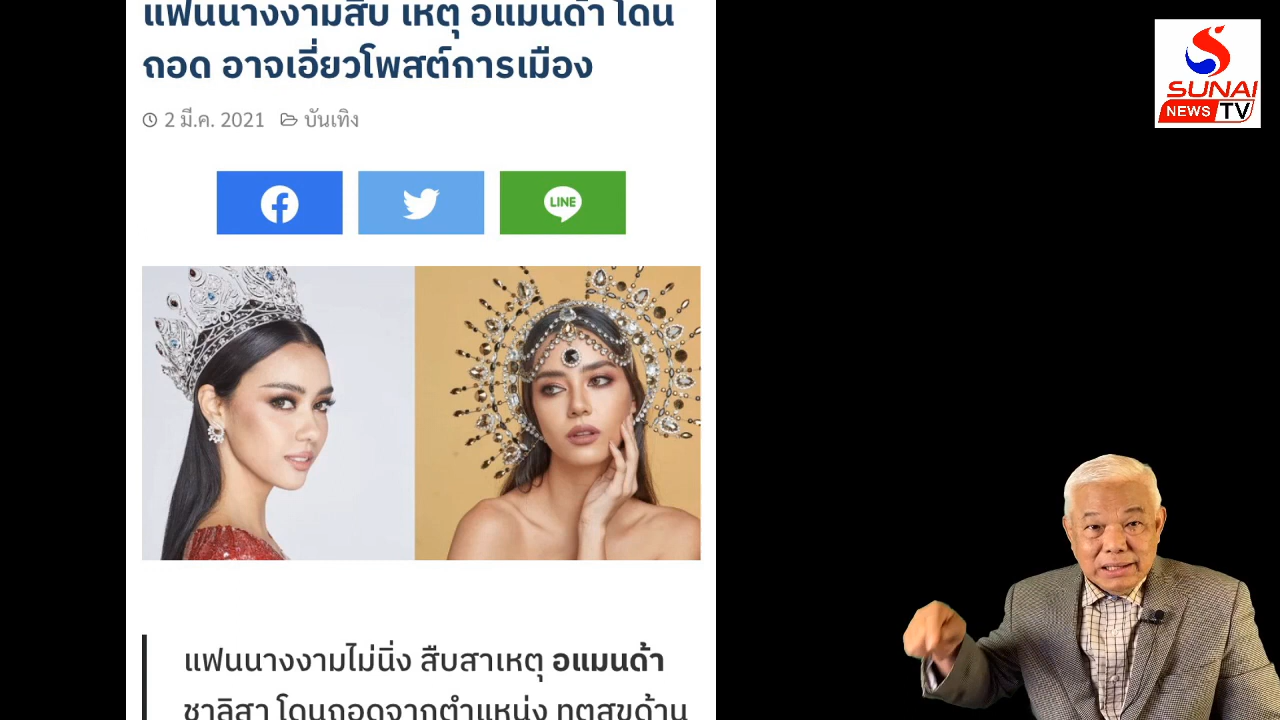 แฟนนางงามสืบ เหตุ อแมนด้า โดน
ถอด อาจเอี่ยวโพสต์การเมือง
2 มี.ค. 2021 บันเทิง
LINE
SUNAI
NEWS TV
แฟนนางงามไม่นิ่ง สืบสาเหตุ อแมนด้า
ชาลิสา โดนถอดจากตำแหน่ง ทูตสุขด้าน